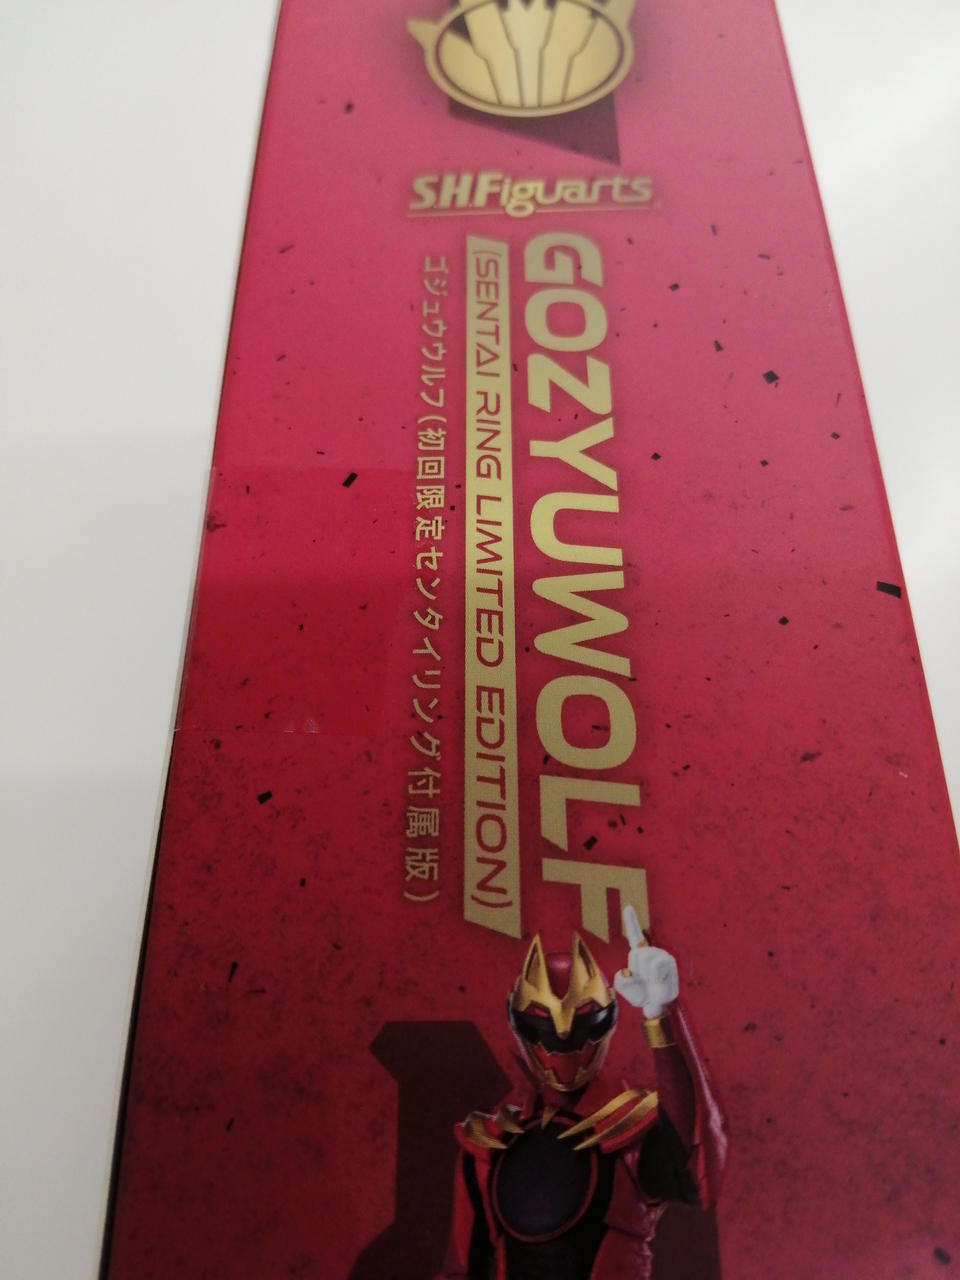 S.H.Figuarts
GOZYUWOLF
(SENTAI RING LIMITED EDITION)
ゴジュウウルフ(初回限定センタイリング付属版)